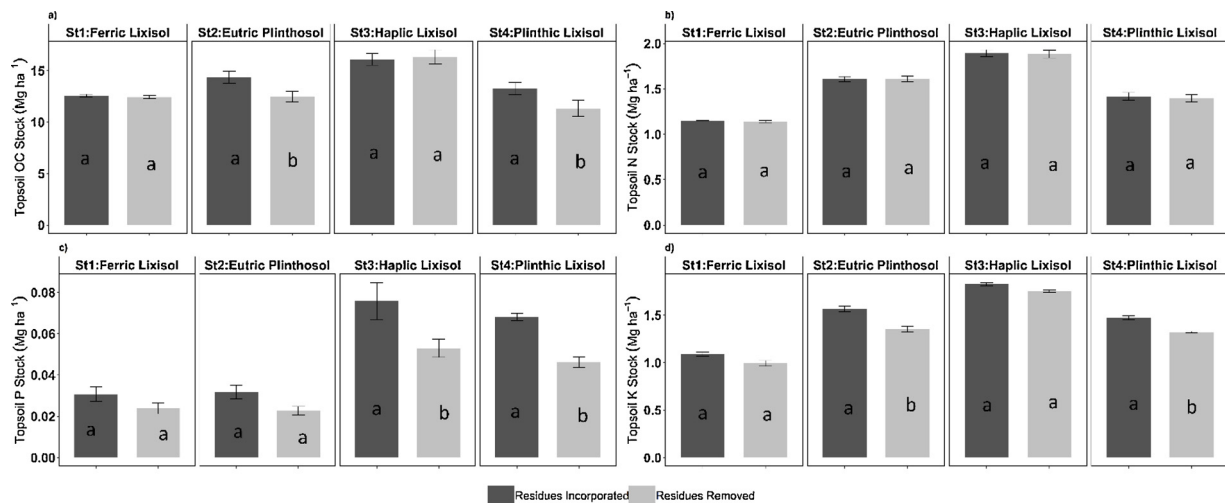 a)
St1:Ferric Lixisol St2:Eutric Plinthosol St3:Haplic Lixisol St4:Plinthic Lixisol
Topsoil OC Stock (Mg ha⁻¹)
15
10
5
0
a a a b a a a b
b)
St1:Ferric Lixisol St2:Eutric Plinthosol St3:Haplic Lixisol St4:Plinthic Lixisol
Topsoil N Stock (Mg ha⁻¹)
2.0
1.5
1.0
0.5
0.0
a a a a a a a a
c)
St1:Ferric Lixisol St2:Eutric Plinthosol St3:Haplic Lixisol St4:Plinthic Lixisol
Topsoil P Stock (Mg ha⁻¹)
0.08
0.06
0.04
0.02
0.00
a a a a a b a b
d)
St1:Ferric Lixisol St2:Eutric Plinthosol St3:Haplic Lixisol St4:Plinthic Lixisol
Topsoil K Stock (Mg ha⁻¹)
1.5
1.0
0.5
0.0
a a a b a a a b
Residues Incorporated Residues Removed